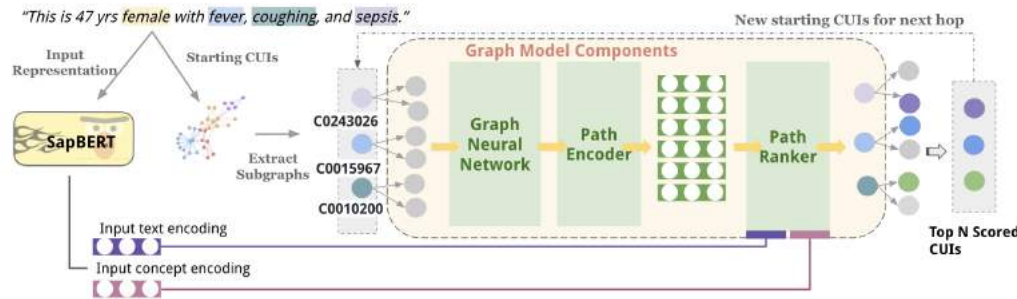 “This is 47 yrs female with fever, coughing, and sepsis.”
Input
Representation
Starting CUIs
SapBERT
Extract
Subgraphs
C0243026
C0015967
C0010200
New starting CUIs for next hop
Graph Model Components
Graph
Neural
Network
Path
Encoder
Path
Ranker
Top N Scored
CUIs
Input text encoding
Input concept encoding